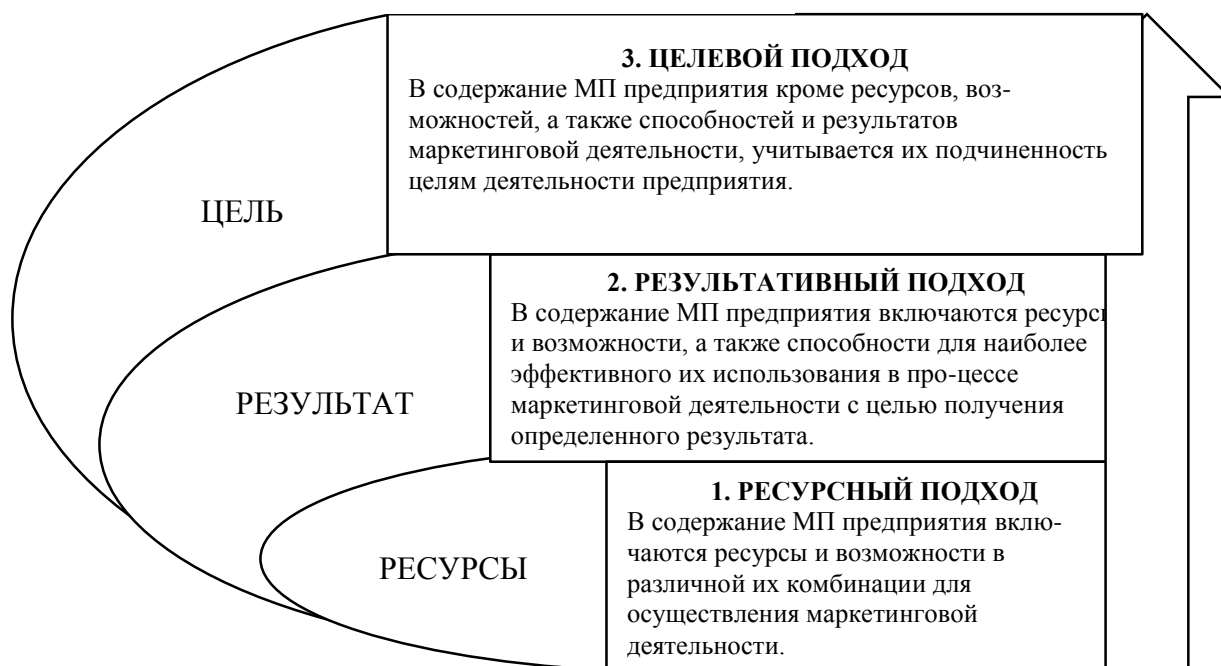 3. ЦЕЛЕВОЙ ПОДХОД
В содержание МП предприятия кроме ресурсов, воз-
можностей, а также способностей и результатов
маркетинговой деятельности, учитывается их подчиненность
целям деятельности предприятия.
ЦЕЛЬ
2. РЕЗУЛЬТАТИВНЫЙ ПОДХОД
В содержание МП предприятия включаются ресурсы
и возможности, а также способности для наиболее
эффективного их использования в про-цессе
маркетинговой деятельности с целью получения
определенного результата.
РЕЗУЛЬТАТ
1. РЕСУРСНЫЙ ПОДХОД
В содержание МП предприятия вклю-
чаются ресурсы и возможности в
различной их комбинации для
осуществления маркетинговой
деятельности.
РЕСУРСЫ